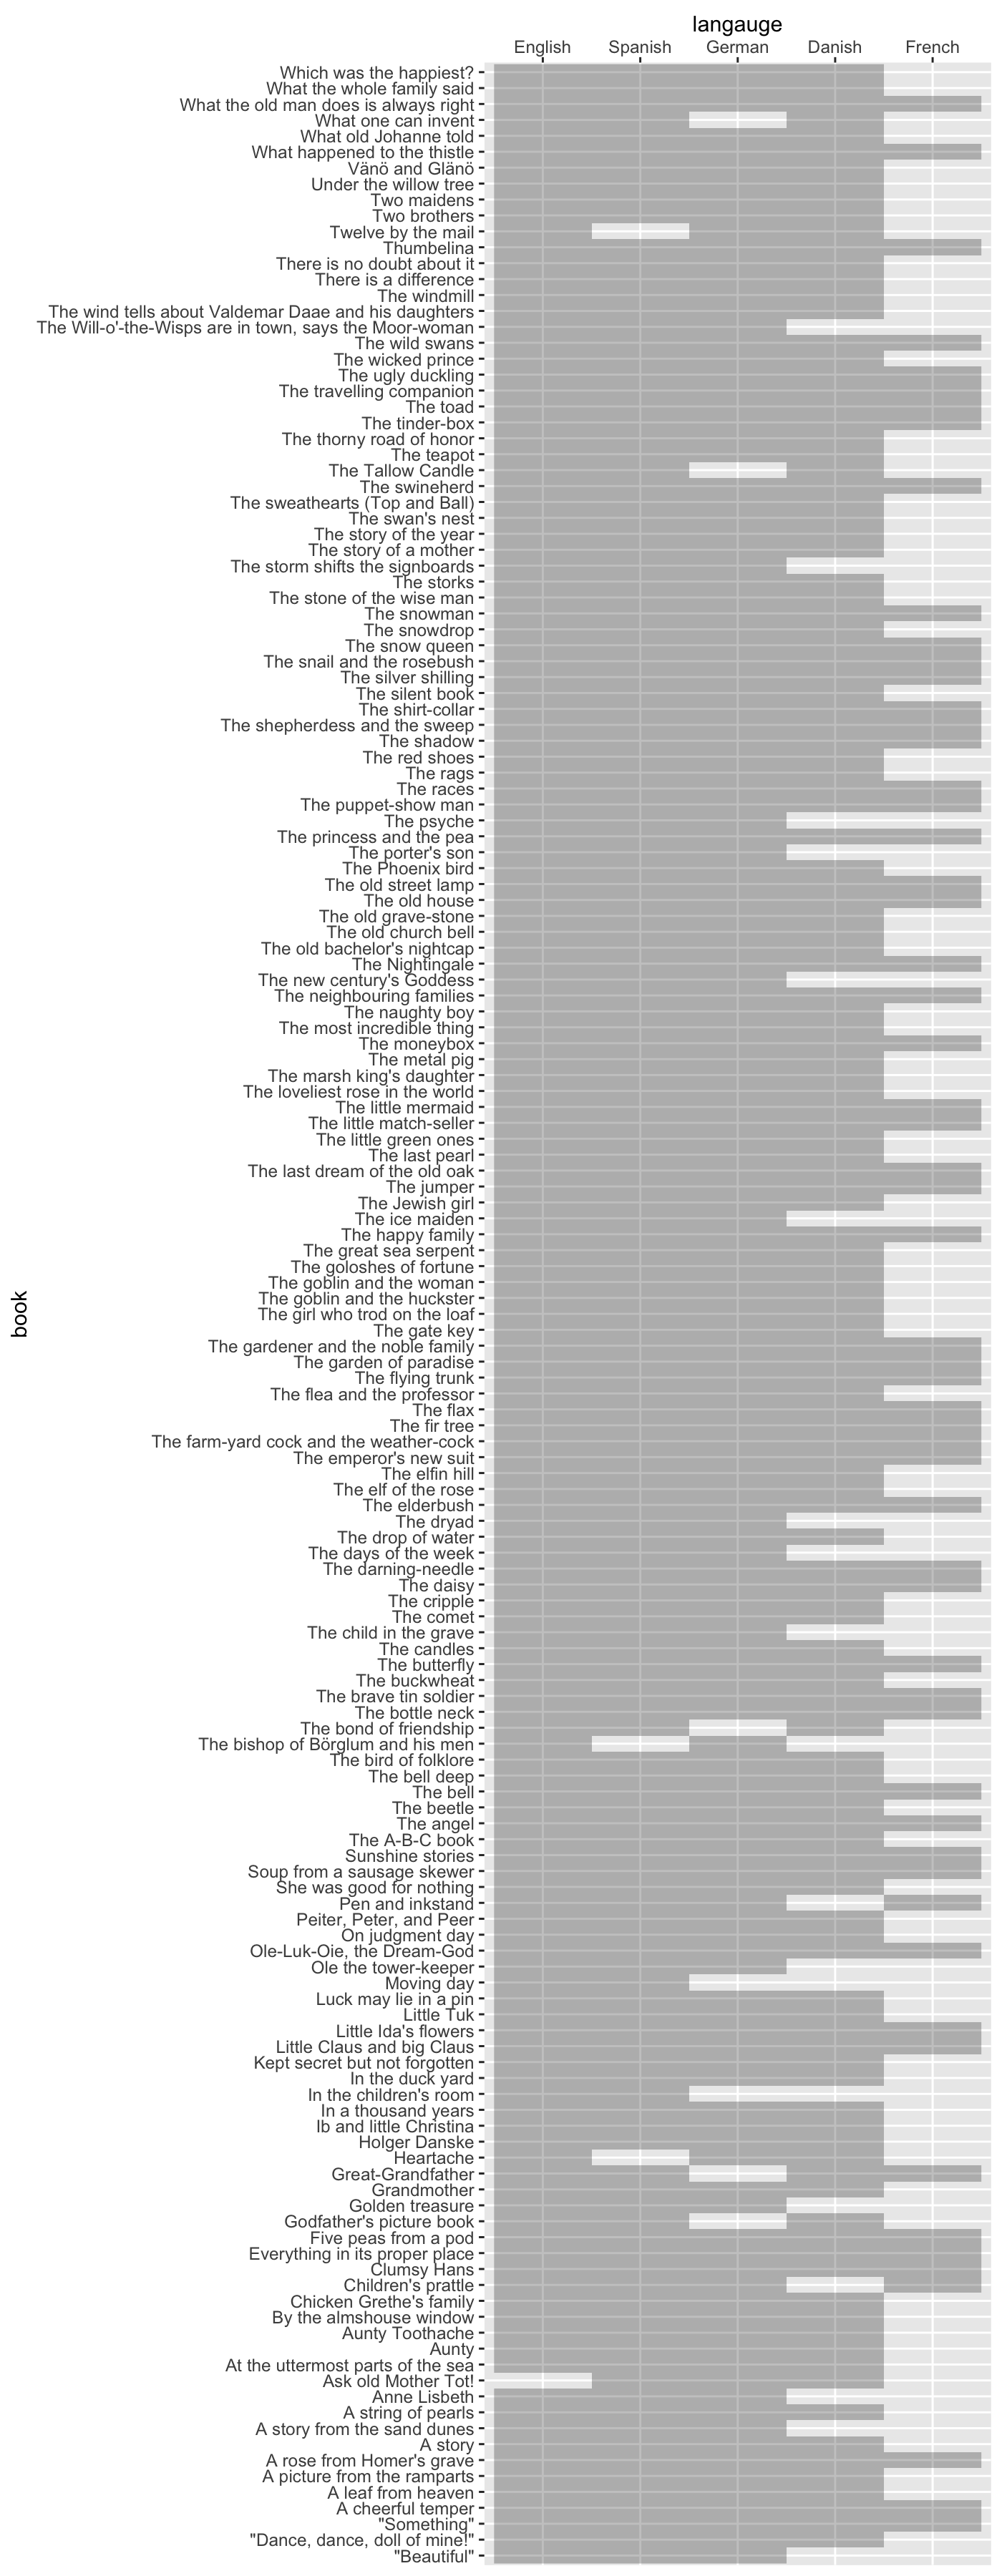 langauge
English Spanish German Danish French
Which was the happiest?
What the whole family said
What the old man does is always right
What one can invent
What old Johanne told
What happened to the thistle
Vänö and Glänö
Under the willow tree
Two maidens
Two brothers
Twelve by the mail
Thumbelina
There is no doubt about it
There is a difference
The windmill
The wind tells about Valdemar Daae and his daughters
The Will-o'-the-Wisps are in town, says the Moor-woman
The wild swans
The wicked prince
The ugly duckling
The travelling companion
The toad
The tinder-box
The thorny road of honor
The teapot
The Tallow Candle
The swineherd
The sweathearts (Top and Ball)
The swan's nest
The story of the year
The story of a mother
The storm shifts the signboards
The storks
The stone of the wise man
The snowman
The snowdrop
The snow queen
The snail and the rosebush
The silver shilling
The silent book
The shirt-collar
The shepherdess and the sweep
The shadow
The red shoes
The rags
The races
The puppet-show man
The psyche
The princess and the pea
The porter's son
The Phoenix bird
The old street lamp
The old house
The old grave-stone
The old church bell
The old bachelor's nightcap
The Nightingale
The new century's Goddess
The neighbouring families
The naughty boy
The most incredible thing
The moneybox
The metal pig
The marsh king's daughter
The loveliest rose in the world
The little mermaid
The little match-seller
The little green ones
The last pearl
The last dream of the old oak
The jumper
The Jewish girl
The ice maiden
The happy family
The great sea serpent
The goloshes of fortune
The goblin and the woman
The goblin and the huckster
The girl who trod on the loaf
The gate key
The gardener and the noble family
The garden of paradise
The flying trunk
The flea and the professor
The flax
The fir tree
The farm-yard cock and the weather-cock
The emperor's new suit
The elfin hill
The elf of the rose
The elderbush
The dryad
The drop of water
The days of the week
The darning-needle
The daisy
The cripple
The comet
The child in the grave
The candles
The butterfly
The buckwheat
The brave tin soldier
The bottle neck
The bond of friendship
The bishop of Börglum and his men
The bird of folklore
The bell deep
The bell
The beetle
The angel
The A-B-C book
Sunshine stories
Soup from a sausage skewer
She was good for nothing
Pen and inkstand
Peiter, Peter, and Peer
On judgment day
Ole-Luk-Oie, the Dream-God
Ole the tower-keeper
Moving day
Luck may lie in a pin
Little Tuk
Little Ida's flowers
Little Claus and big Claus
Kept secret but not forgotten
In the duck yard
In the children's room
In a thousand years
Ib and little Christina
Holger Danske
Heartache
Great-Grandfather
Grandmother
Golden treasure
Godfather's picture book
Five peas from a pod
Everything in its proper place
Clumsy Hans
Children's prattle
Chicken Grethe's family
By the almshouse window
Aunty Toothache
Aunty
At the uttermost parts of the sea
Ask old Mother Tot!
Anne Lisbeth
A string of pearls
A story from the sand dunes
A story
A rose from Homer's grave
A picture from the ramparts
A leaf from heaven
A cheerful temper
"Something"
"Dance, dance, doll of mine!"
"Beautiful"
book